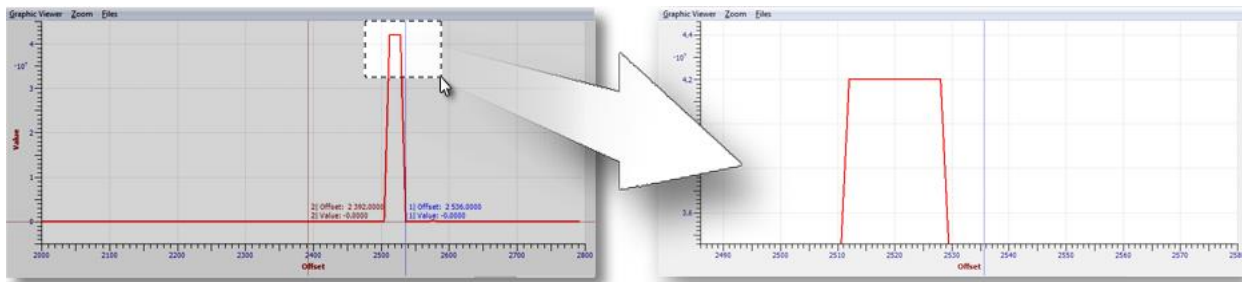 Graphic Viewer Zoom Files
4
·10⁷
3
2
1
0
Value
2| Offset: 2 392,0000
2| Value: -0,0000
1| Offset: 2 536,0000
1| Value: -0,0000
2000 2100 2200 2300 2400 2500 2600 2700 2800
Offset
Graphic Viewer Zoom Files
4,4
·10⁷
4,2
3,8
2490 2500 2510 2520 2530 2540 2550 2560 2570 258
Offset